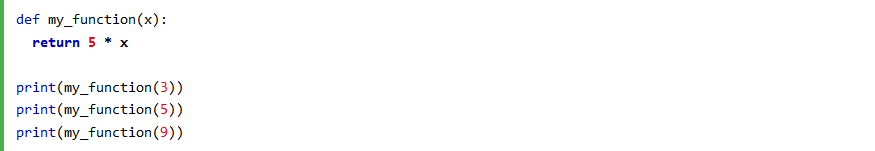 def my_function(x):
  return 5 * x

print(my_function(3))
print(my_function(5))
print(my_function(9))